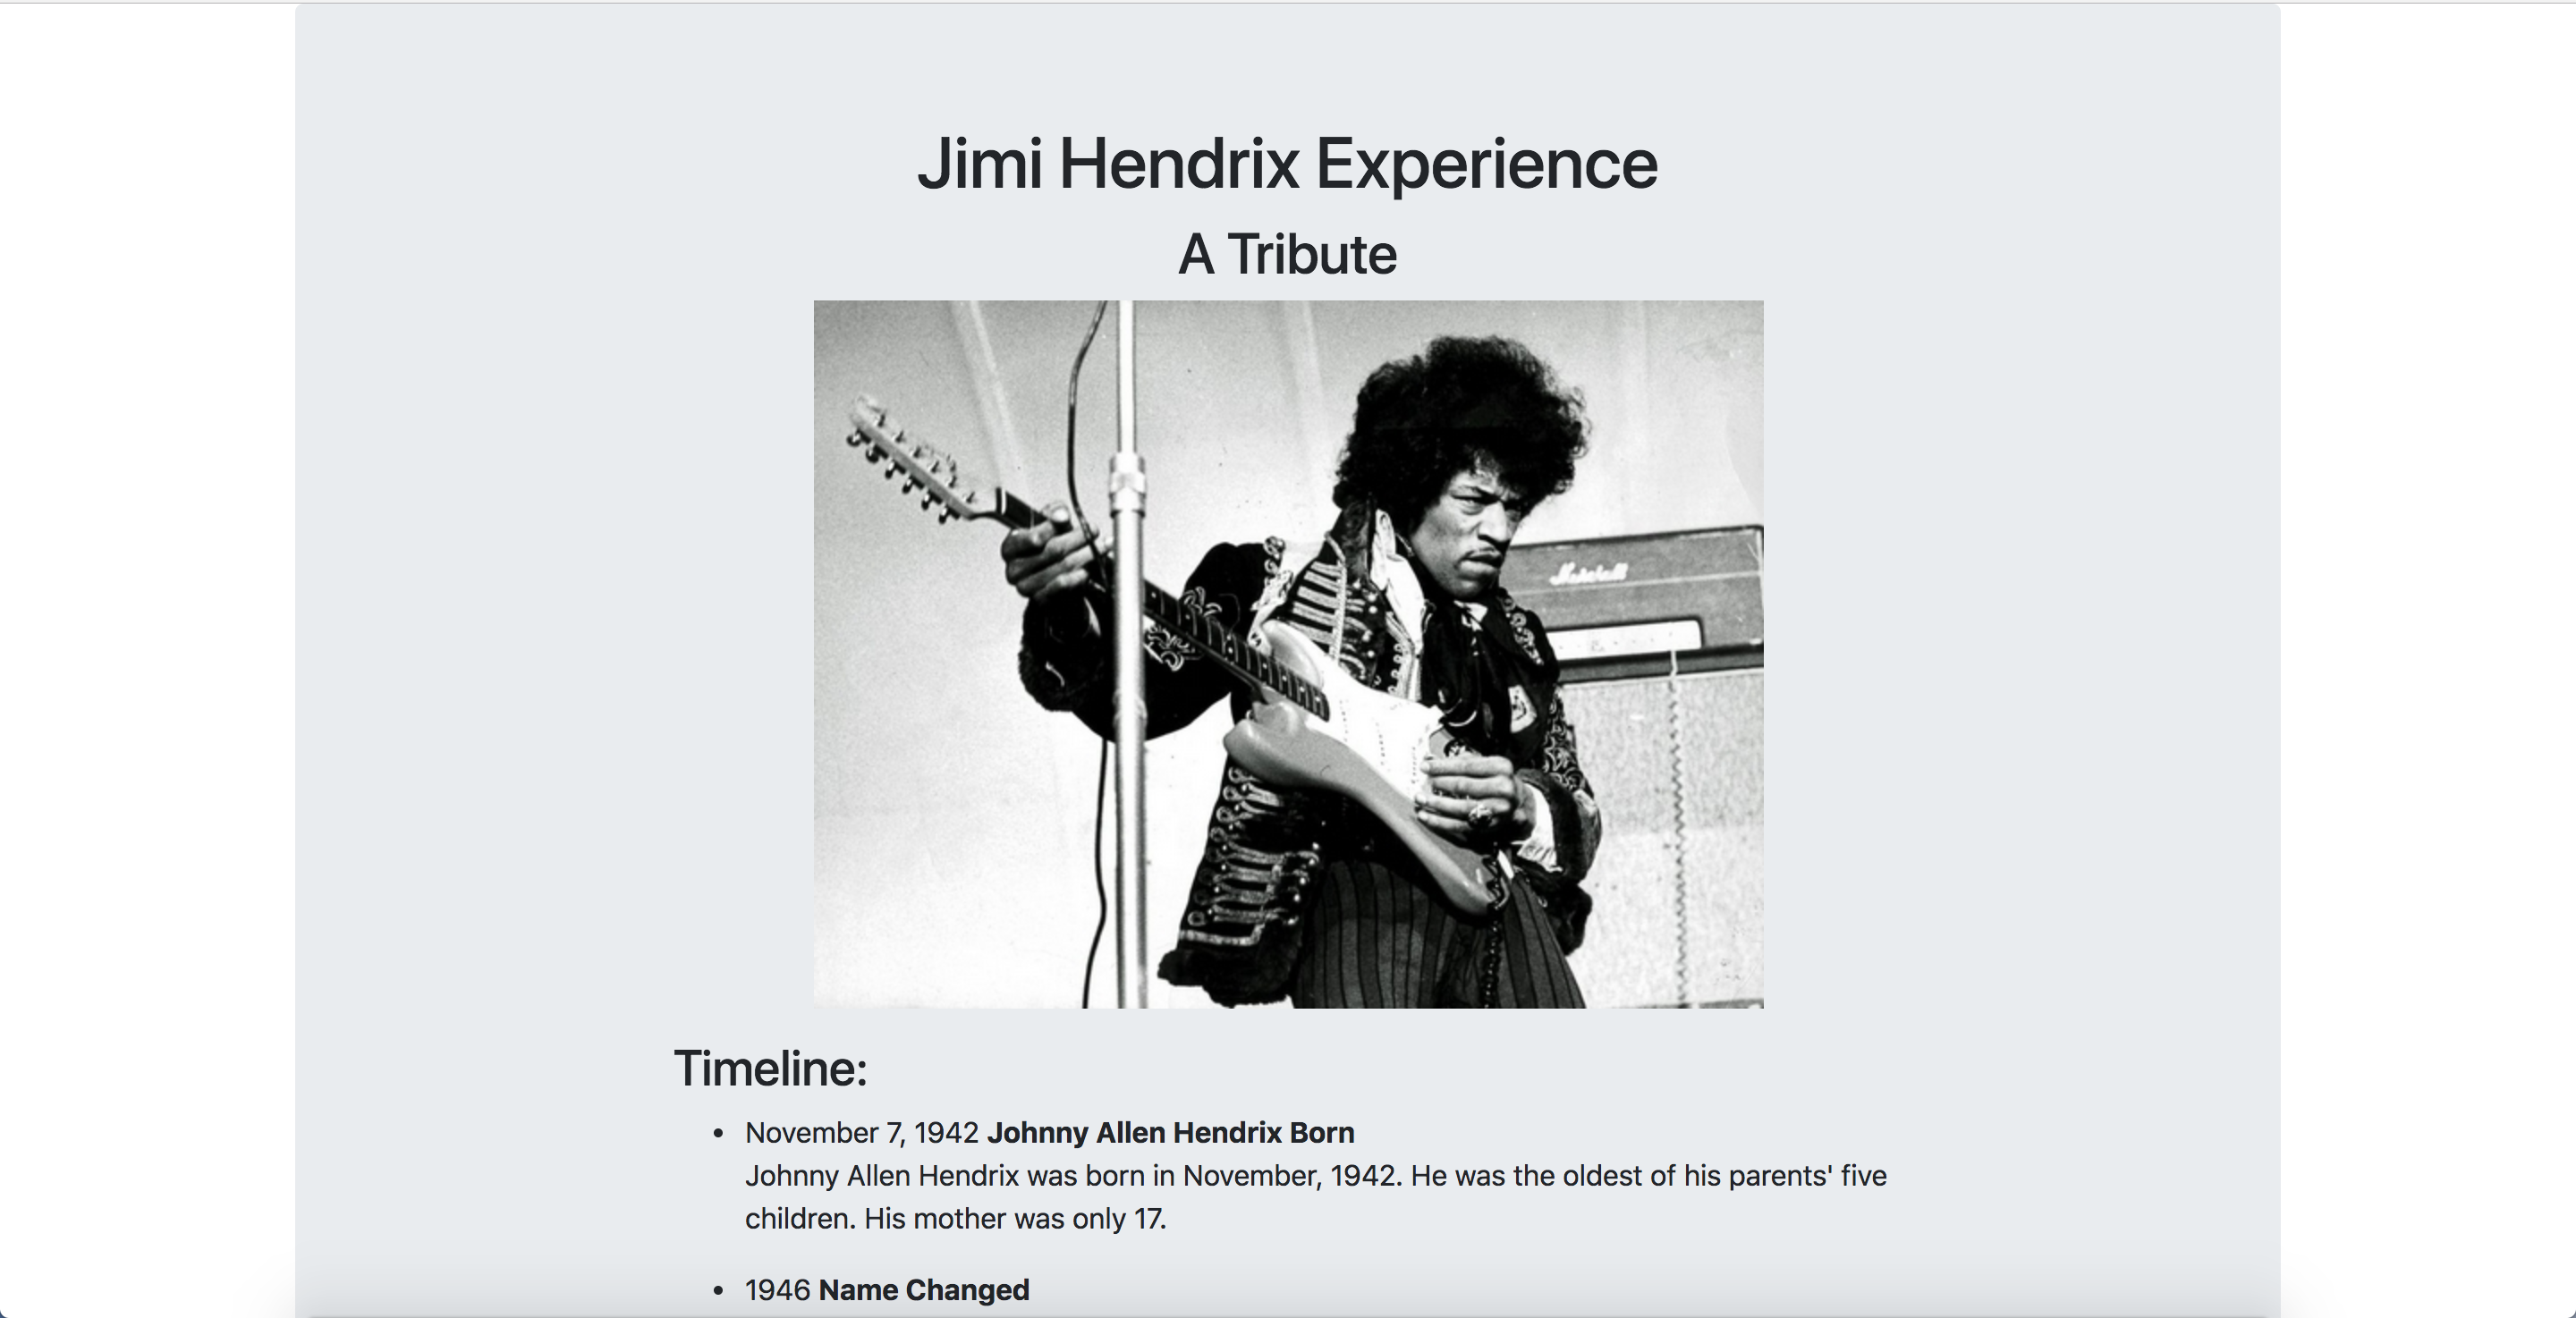 Jimi Hendrix Experience
A Tribute
Marshall
Timeline:
• November 7, 1942 Johnny Allen Hendrix Born
Johnny Allen Hendrix was born in November, 1942. He was the oldest of his parents' five
children. His mother was only 17.
• 1946 Name Changed